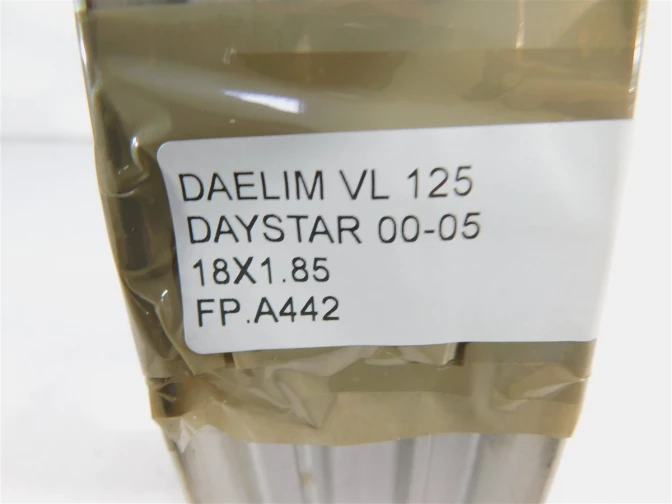 DAELIM VL 125
DAYSTAR 00-05
18X1.85
FP.A442